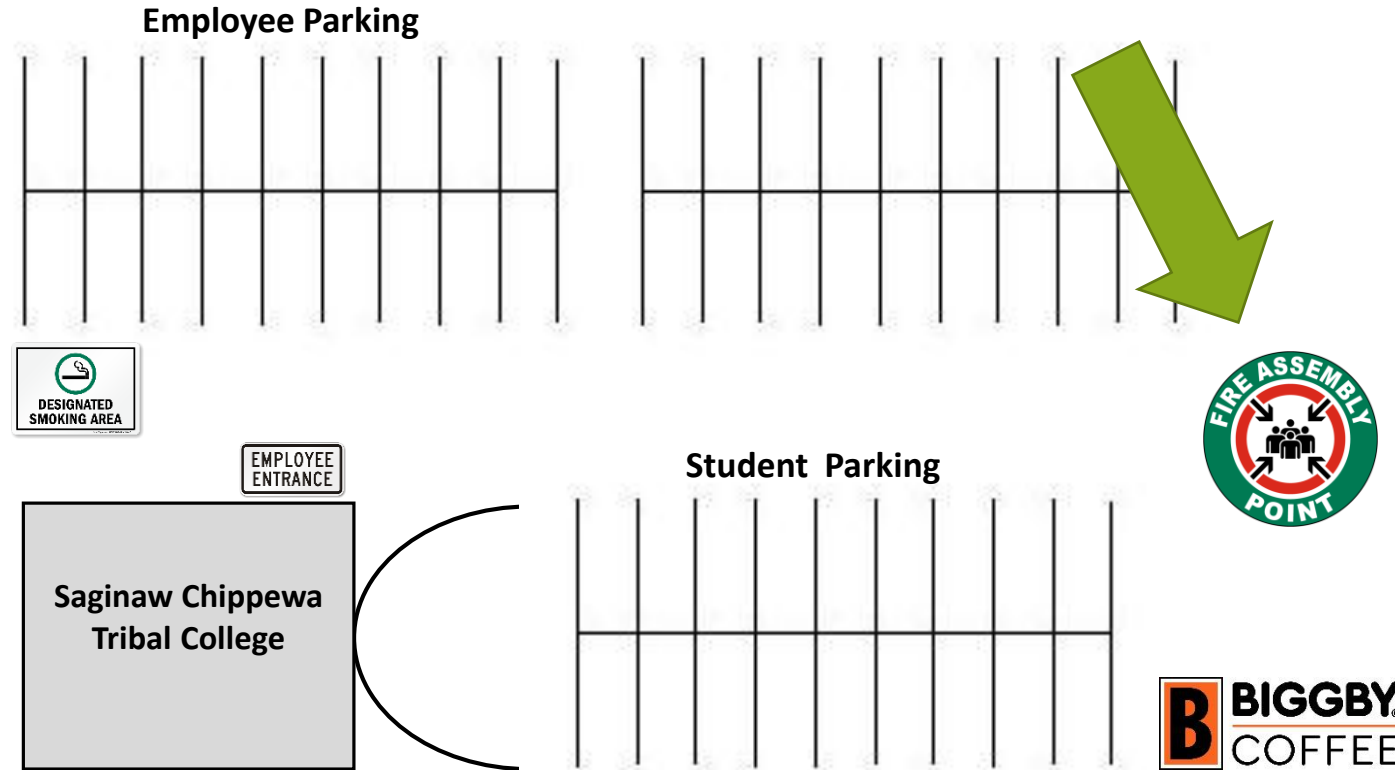 Employee Parking
DESIGNATED
SMOKING AREA
EMPLOYEE
ENTRANCE
Student Parking
FIRE ASSEMBLY
POINT
Saginaw Chippewa
Tribal College
B
BIGGBY®
COFFEE